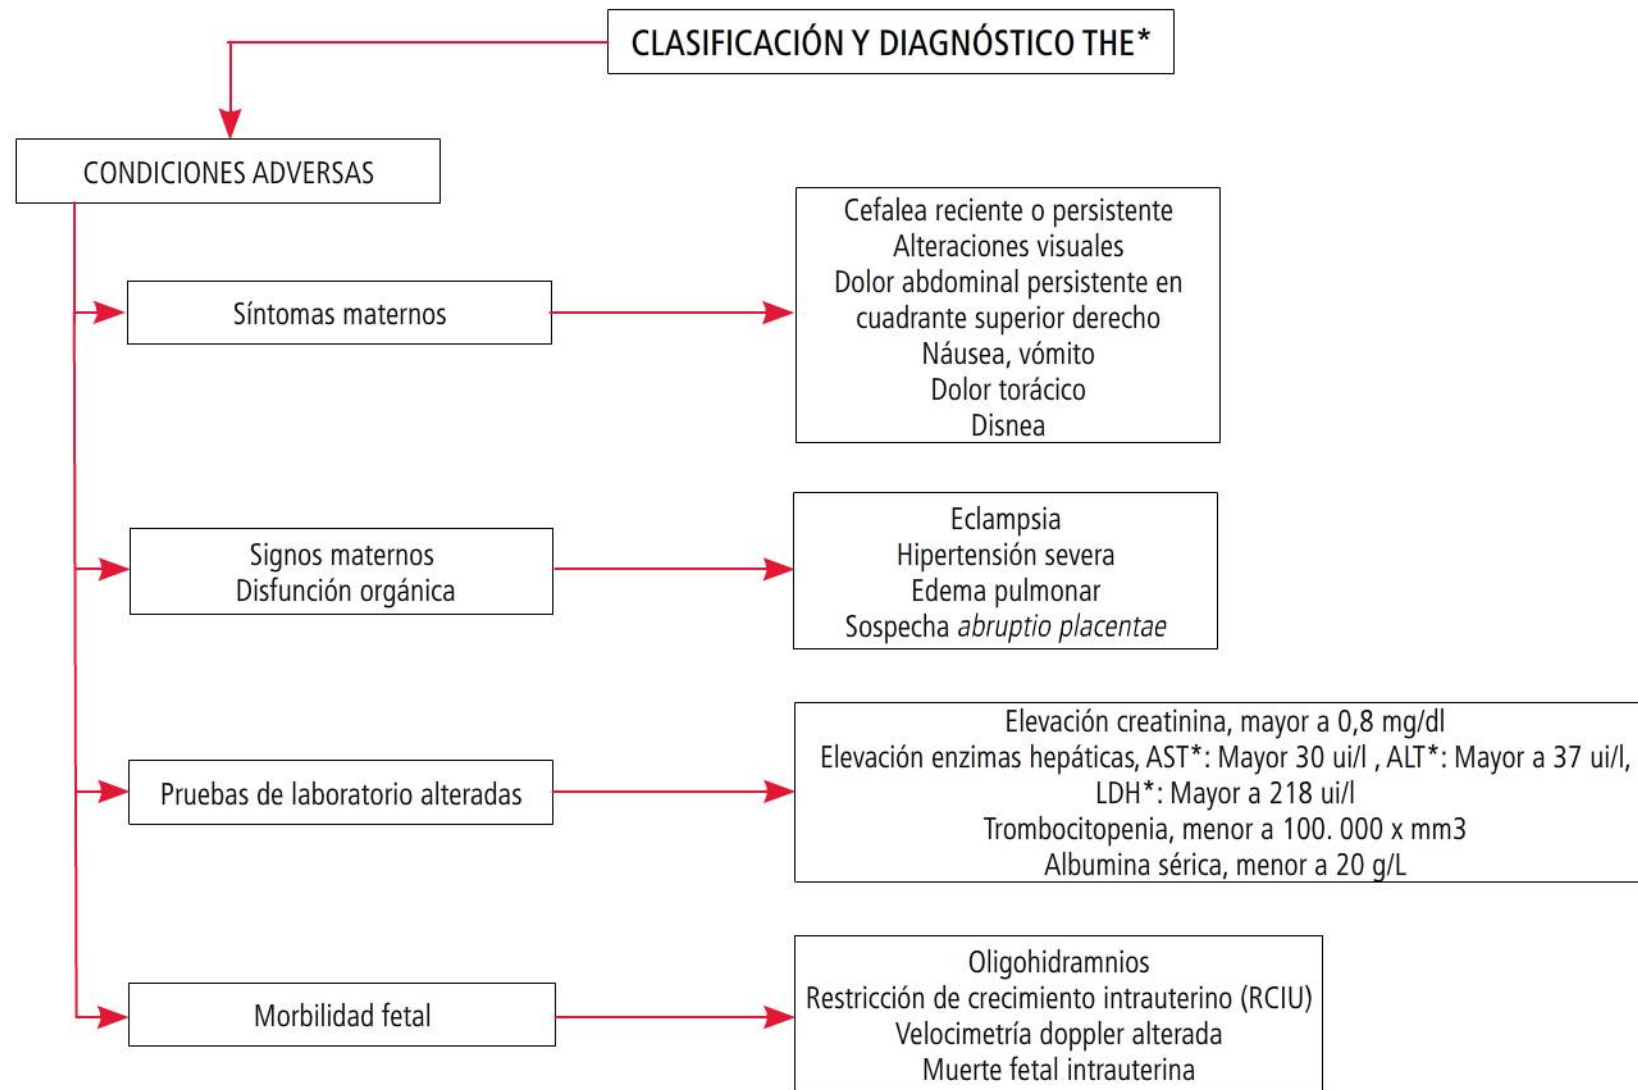 CLASIFICACIÓN Y DIAGNÓSTICO THE*
CONDICIONES ADVERSAS
Síntomas maternos
Cefalea reciente o persistente
Alteraciones visuales
Dolor abdominal persistente en
cuadrante superior derecho
Náusea, vómito
Dolor torácico
Disnea
Signos maternos
Disfunción orgánica
Eclampsia
Hipertensión severa
Edema pulmonar
Sospecha abruptio placentae
Pruebas de laboratorio alteradas
Elevación creatinina, mayor a 0,8 mg/dl
Elevación enzimas hepáticas, AST*: Mayor 30 ui/l , ALT*: Mayor a 37 ui/l,
LDH*: Mayor a 218 ui/l
Trombocitopenia, menor a 100. 000 x mm3
Albumina sérica, menor a 20 g/L
Morbilidad fetal
Oligohidramnios
Restricción de crecimiento intrauterino (RCIU)
Velocimetría doppler alterada
Muerte fetal intrauterina